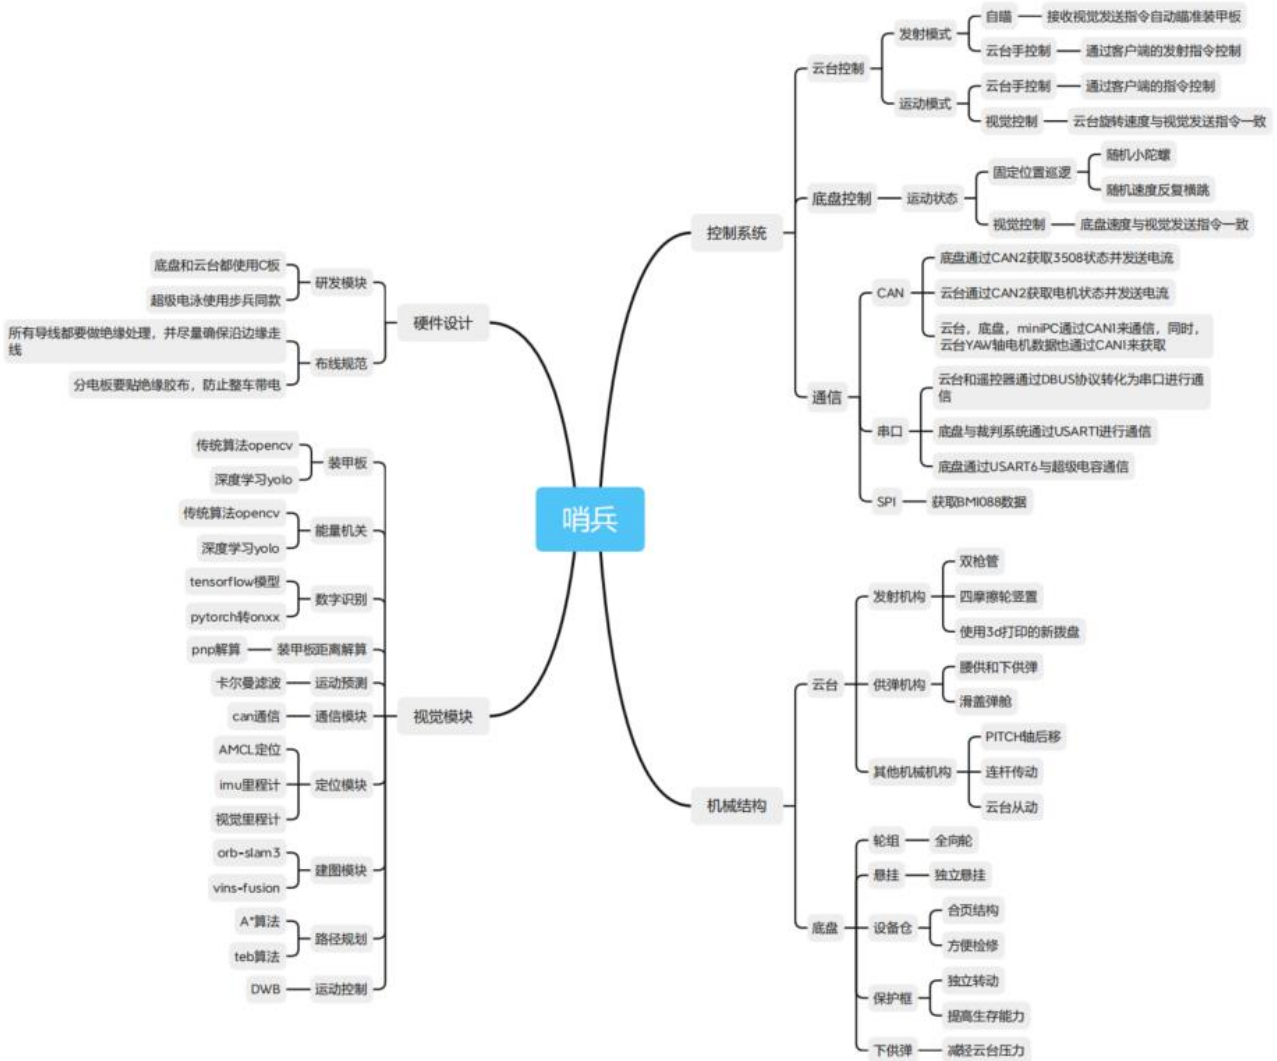 哨兵
控制系统
云台控制
发射模式
自瞄
接收视觉发送指令自动瞄准装甲板
云台手控制
通过客户端的发射指令控制
运动模式
云台手控制
通过客户端的指令控制
视觉控制
云台旋转速度与视觉发送指令一致
底盘控制
运动状态
固定位置巡逻
随机小陀螺
随机速度反复横跳
视觉控制
底盘速度与视觉发送指令一致
通信
CAN
底盘通过CAN2获取3508状态并发送电流
云台通过CAN2获取电机状态并发送电流
云台，底盘，miniPC通过CAN1来通信，同时，
云台YAW轴电机数据也通过CAN1来获取
串口
云台和遥控器通过DBUS协议转化为串口进行通
信
底盘与裁判系统通过USART1进行通信
底盘通过USART6与超级电容通信
SPI
获取BMI088数据
机械结构
云台
发射机构
双枪管
四摩擦轮竖置
使用3d打印的新拨盘
供弹机构
腰供和下供弹
滑盖弹舱
其他机械机构
PITCH轴后移
连杆传动
云台从动
底盘
轮组
全向轮
悬挂
独立悬挂
设备仓
合页结构
方便检修
保护框
独立转动
提高生存能力
下供弹
减轻云台压力
硬件设计
研发模块
底盘和云台都使用C板
超级电泳使用步兵同款
布线规范
所有导线都要做绝缘处理，并尽量确保沿边缘走
线
分电板要贴绝缘胶布，防止整车带电
视觉模块
装甲板
传统算法opencv
深度学习yolo
能量机关
传统算法opencv
深度学习yolo
数字识别
tensorflow模型
pytorch转onxx
装甲板距离解算
pnp解算
运动预测
卡尔曼滤波
通信模块
can通信
定位模块
AMCL定位
imu里程计
视觉里程计
建图模块
orb-slam3
vins-fusion
路径规划
A*算法
teb算法
运动控制
DWB